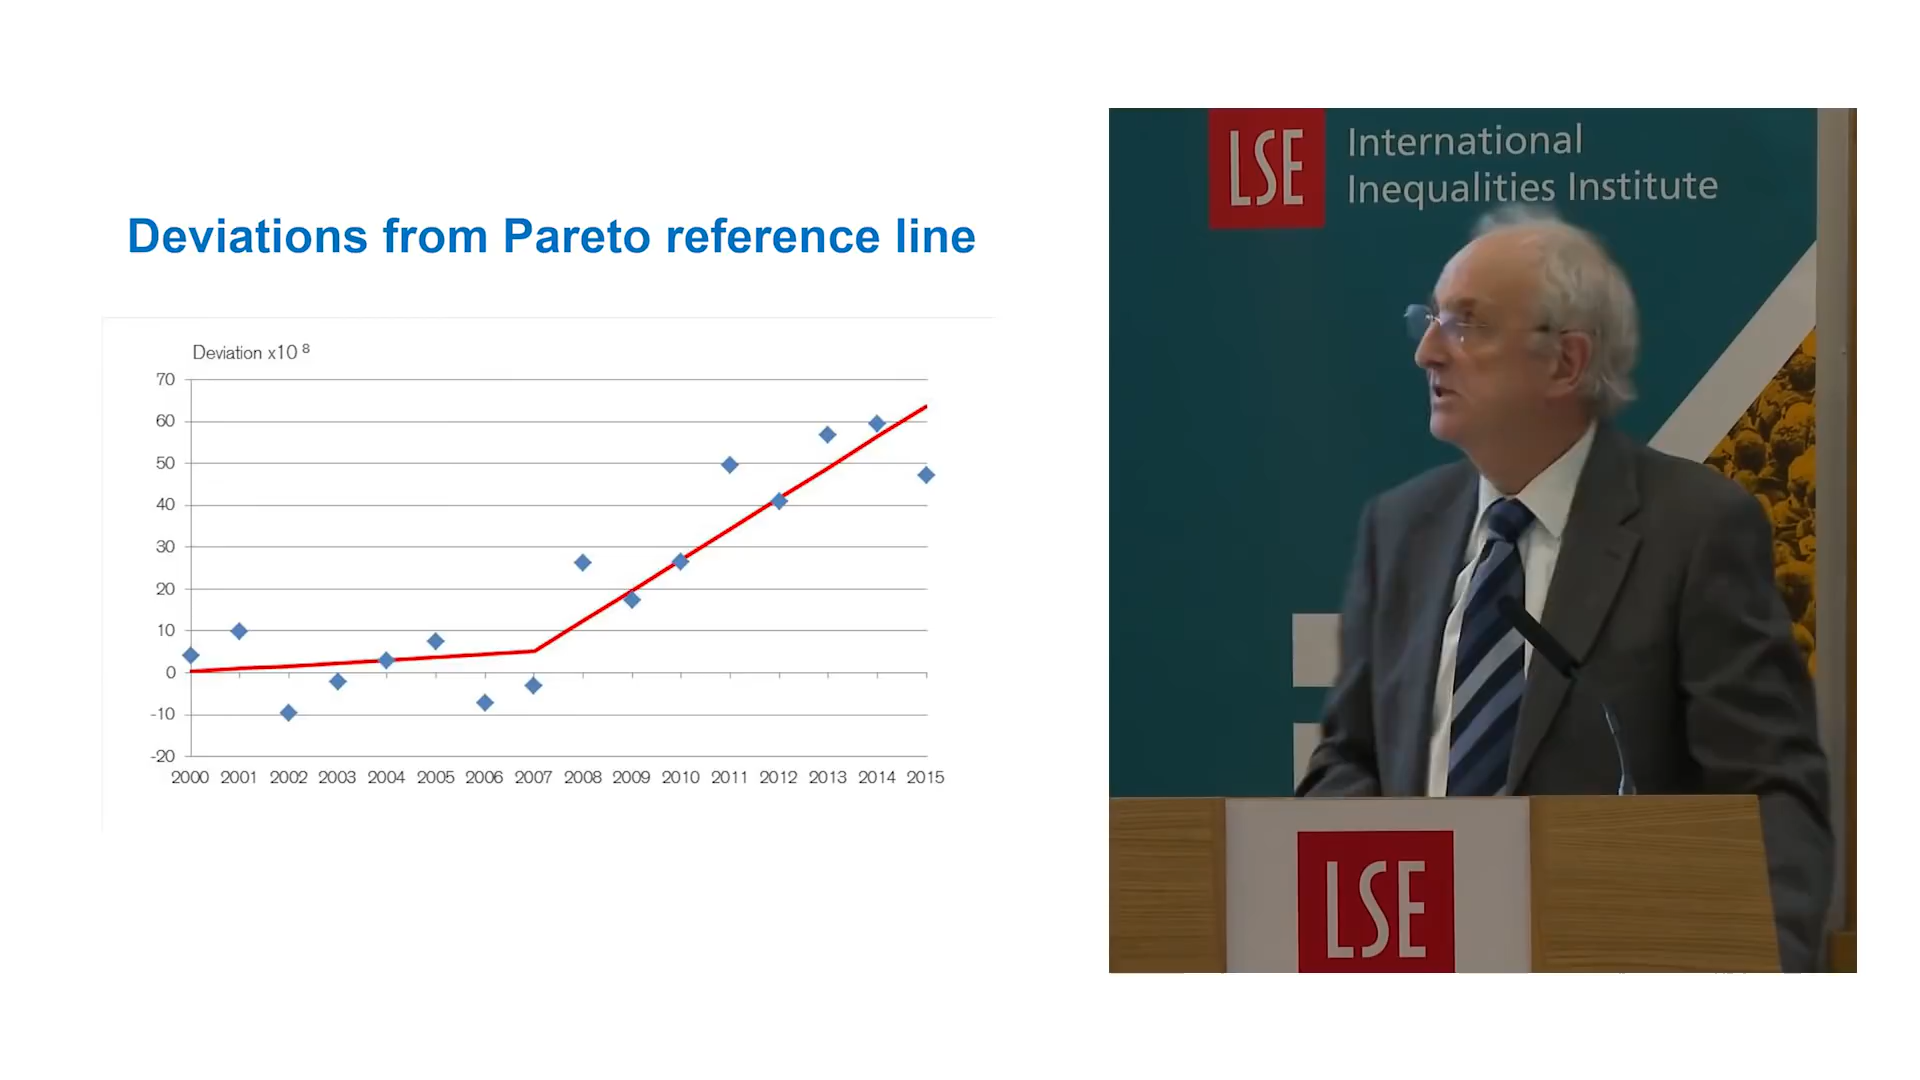 Deviations from Pareto reference line
Deviation x10 8
70
60
50
40
30
20
10
0
-10
-20
2000 2001 2002 2003 2004 2005 2006 2007 2008 2009 2010 2011 2012 2013 2014 2015
LSE
International
Inequalities Institute
LSE